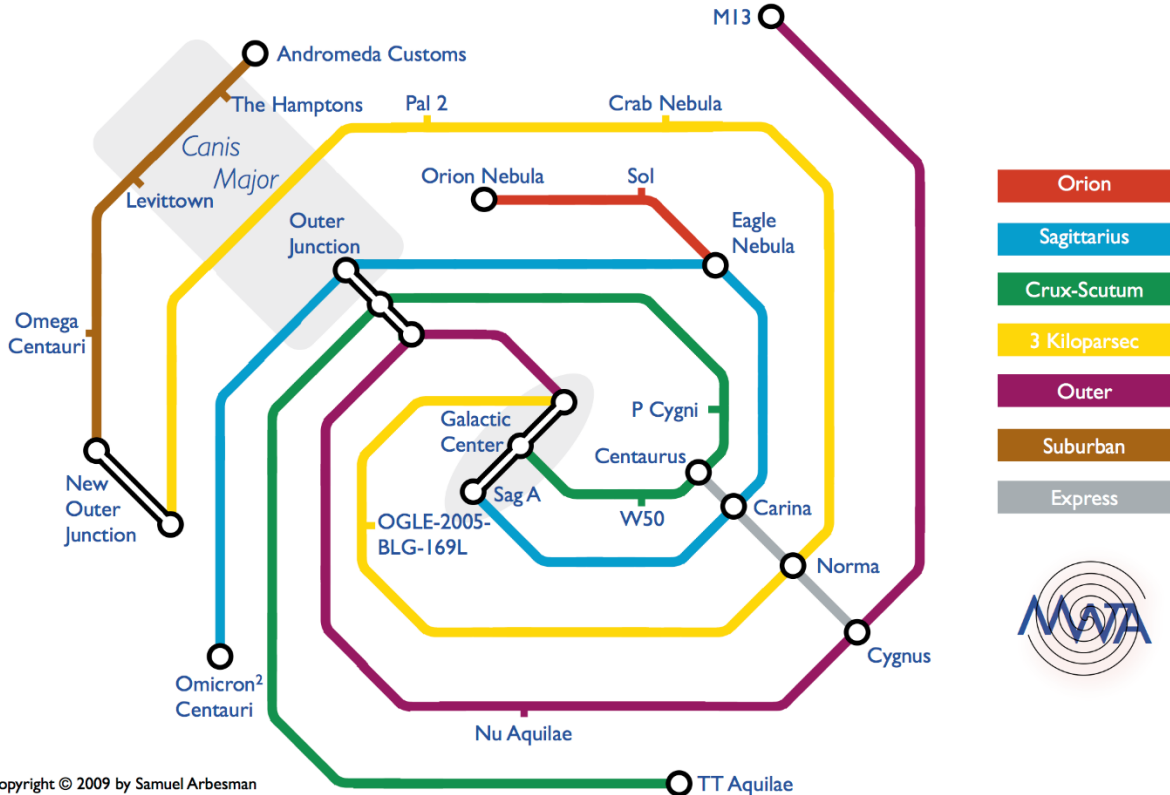 M13
Andromeda Customs
The Hamptons
Pal 2
Crab Nebula
Canis
Major
Levittown
Orion Nebula
Sol
Orion
Outer
Junction
Eagle
Nebula
Sagittarius
Crux-Scutum
Omega
Centauri
3 Kiloparsec
Outer
Galactic
Center
P Cygni
Suburban
Centaurus
New
Outer
Junction
Sag A
W50
Carina
Express
OGLE-2005-
BLG-169L
Norma
MWTA
Omicron²
Centauri
Cygnus
Nu Aquilae
opyright © 2009 by Samuel Arbesman
TT Aquilae